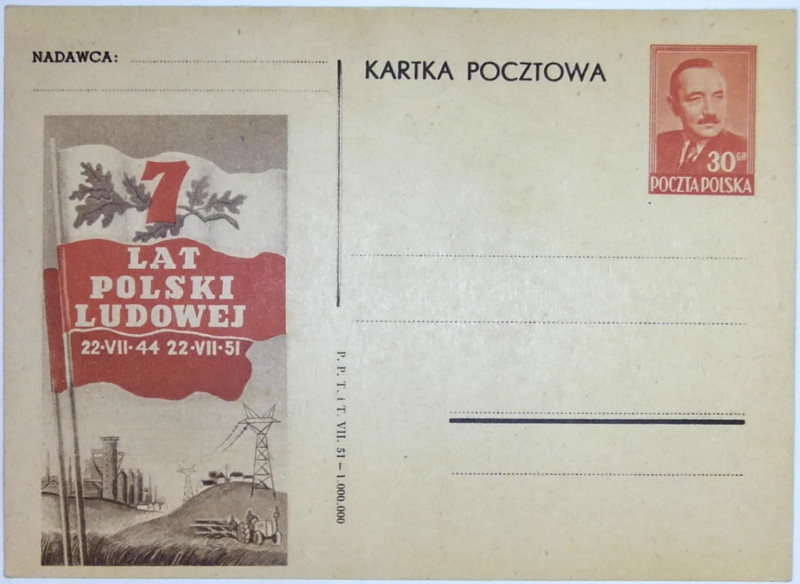 NADAWCA:
KARTKA POCZTOWA
30 GR
POCZTA POLSKA
7
LAT
POLSKI
LUDOWEJ
22·VII·44 22·VII·51
P. P. T. i T. VII. 51 — 1.000.000